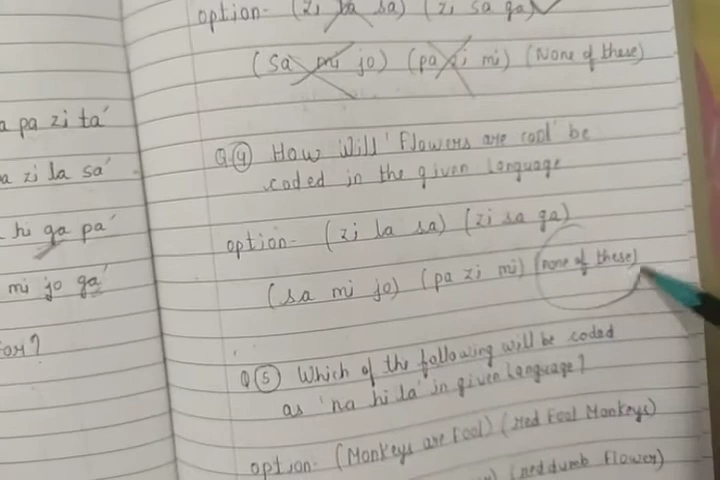 a pa zi ta'
a zi la sa'
hi ga pa'
mi jo ga'
for?
option- (zi la sa) (zi sa ga)
(sa mi jo) (pa zi mi) (None of these)
Q④ How Will 'Flowers are cool' be
coded in the given language
option- (zi la sa) (zi sa ga)
(sa mi jo) (pa zi mi) (none of these)
Q⑤ Which of the following will be coded
as 'na hi la' in given language?
option- (Monkeys are Fool) (Red Fool Monkeys)
(red dumb Flower)